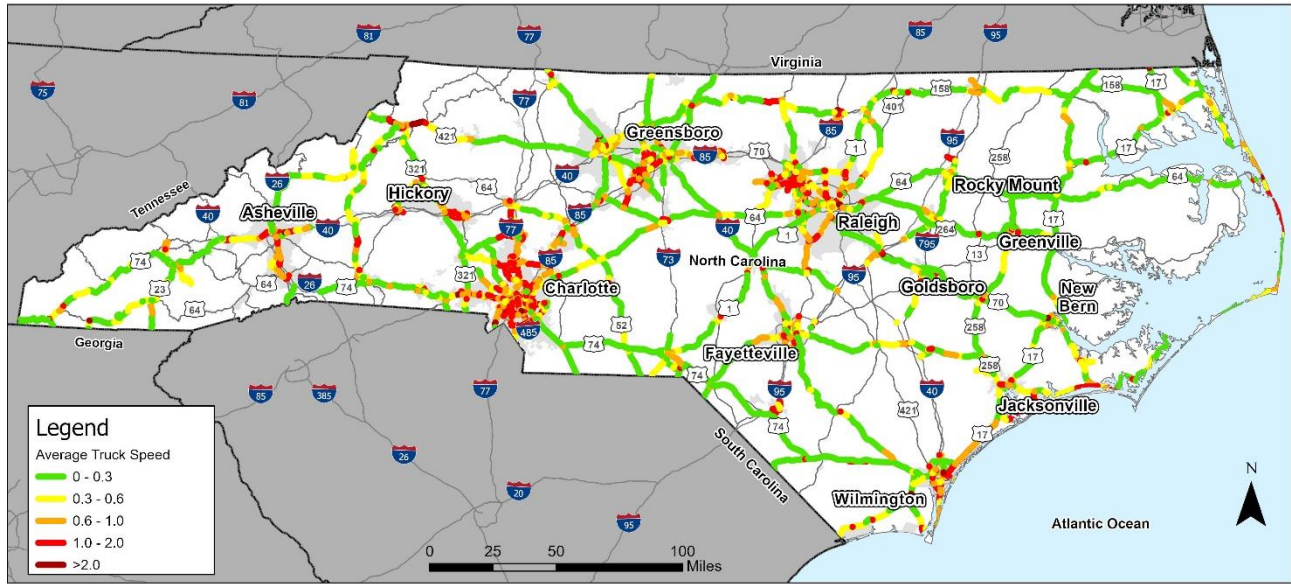 81
77
85
95
Virginia
75
81
77
158
158
17
401
421
Greensboro
85
85
70
1
95
258
17
321
40
26
Hickory
64
64
Rocky Mount
64
Tennessee
40
Asheville
40
77
85
64
40
1
Raleigh
795
264
Greenville
17
74
73
North Carolina
13
23
64
64
26
74
321
Charlotte
95
Goldsboro
70
New
Bern
485
52
1
258
17
Georgia
74
Fayetteville
74
258
85
385
77
95
421
40
Jacksonville
74
17
South Carolina
26
20
95
Wilmington
Atlantic Ocean
N
Legend
Average Truck Speed
0 - 0.3
0.3 - 0.6
0.6 - 1.0
1.0 - 2.0
>2.0
0 25 50 100
Miles